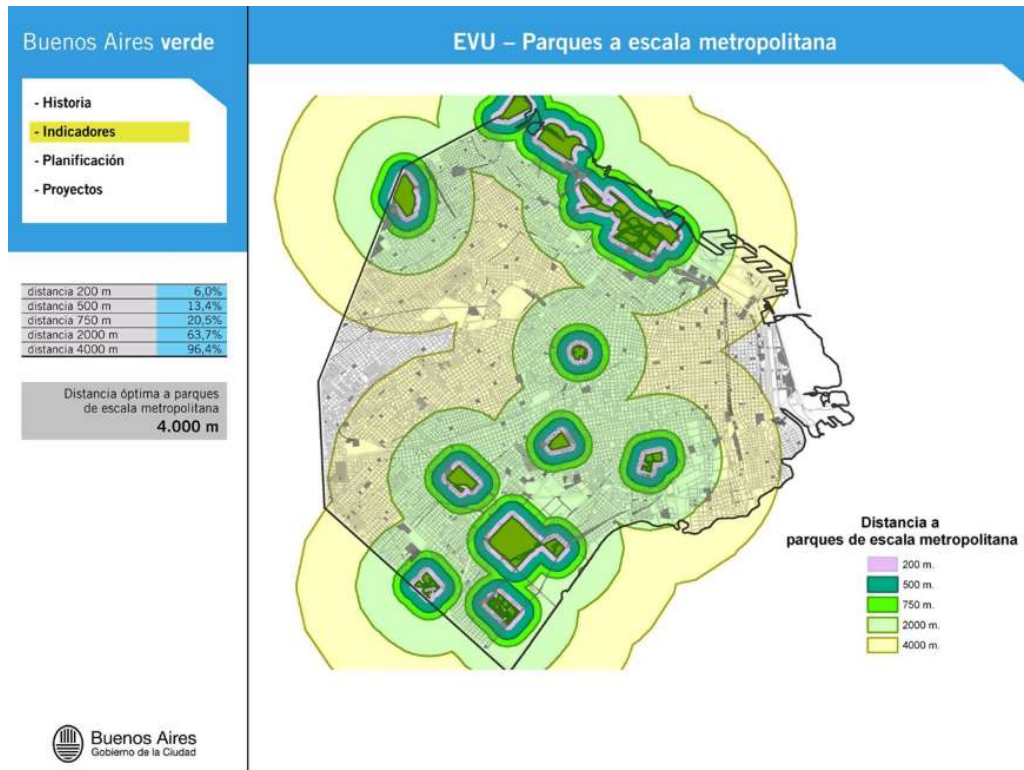 Buenos Aires verde
EVU – Parques a escala metropolitana
- Historia
- Indicadores
- Planificación
- Proyectos
distancia 200 m 6,0%
distancia 500 m 13,4%
distancia 750 m 20,5%
distancia 2000 m 63,7%
distancia 4000 m 96,4%
Distancia óptima a parques
de escala metropolitana
4.000 m
Distancia a
parques de escala metropolitana
200 m.
500 m.
750 m.
2000 m.
4000 m.
Buenos Aires
Gobierno de la Ciudad